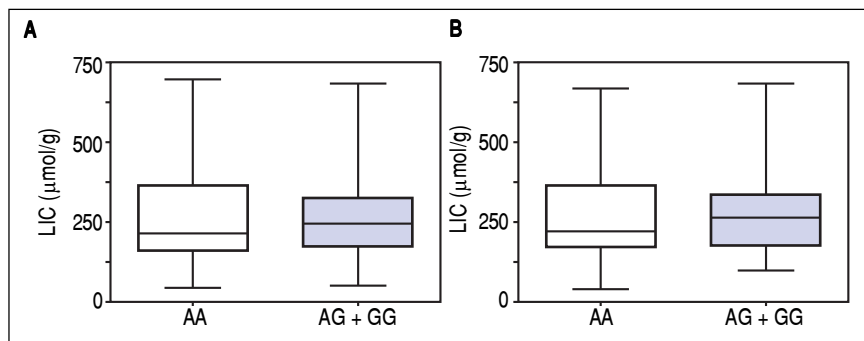 A
750
500
250
0
LIC (μmol/g)
AA
AG + GG
B
750
500
250
0
LIC (μmol/g)
AA
AG + GG